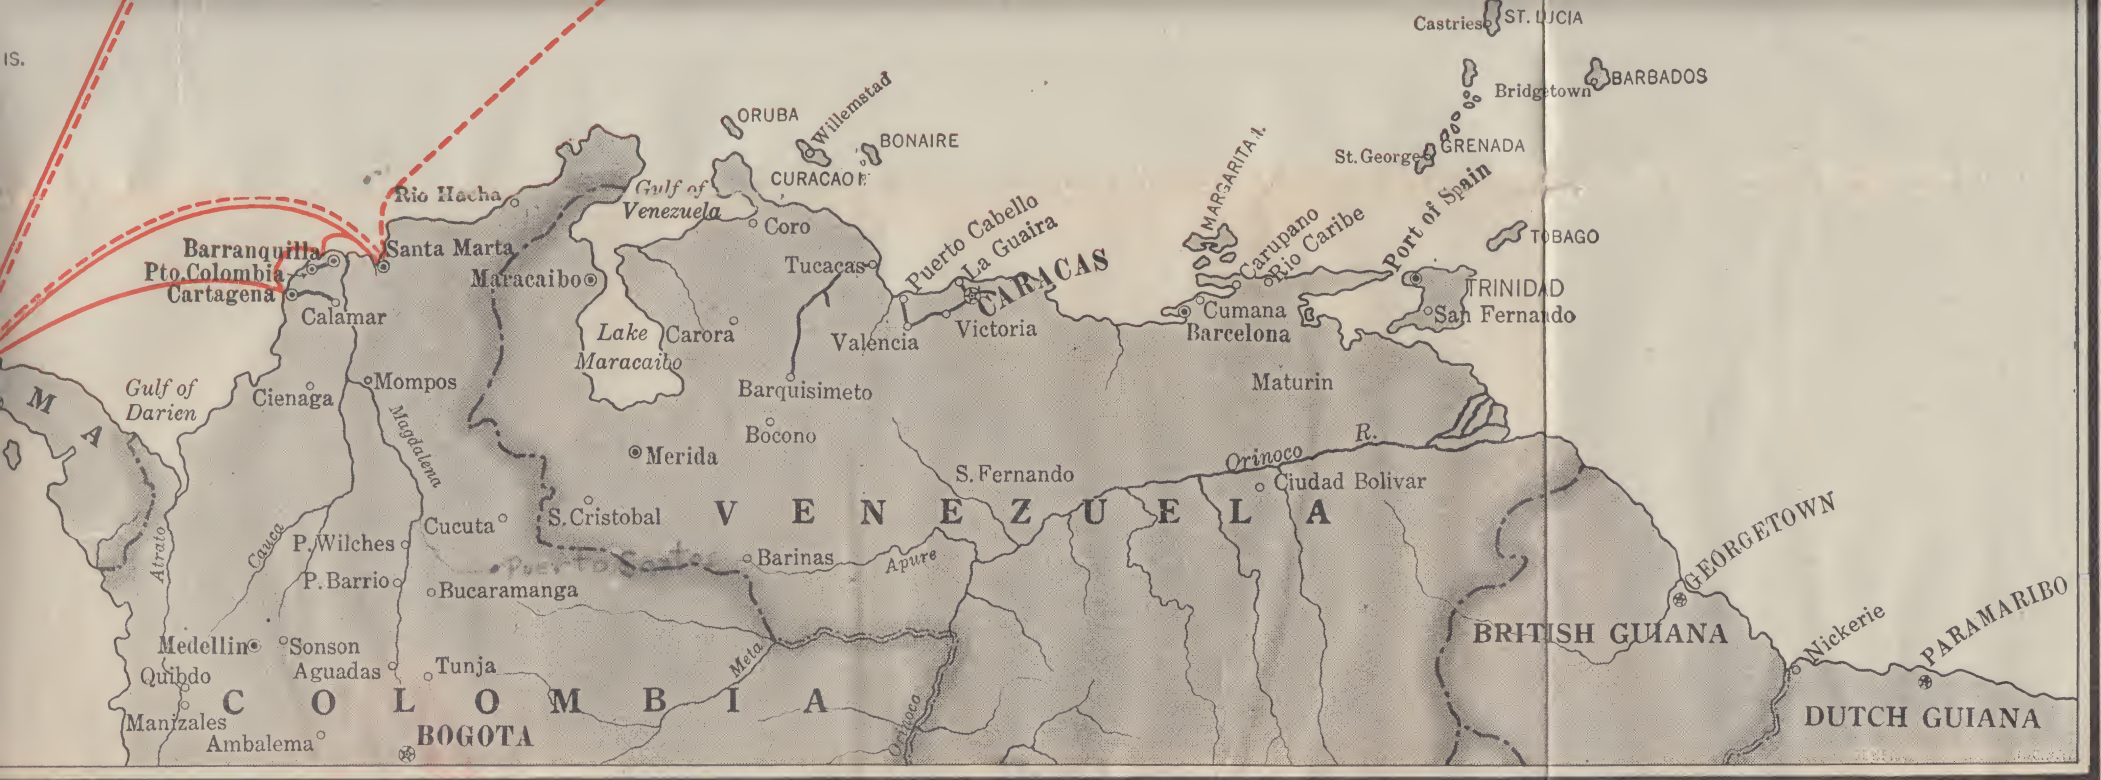 IS.
Castries
ST. LUCIA
Bridgetown
BARBADOS
St. George
GRENADA
Port of Spain
TOBAGO
TRINIDAD
San Fernando
ORUBA
Willemstad
BONAIRE
CURACAO
MARGARITA I.
Rio Hacha
Gulf of
Venezuela
Coro
Puerto Cabello
La Guaira
CARACAS
Carupano
Rio Caribe
Barranquilla
Santa Marta
Pto. Colombia
Cartagena
Calamar
Maracaibo
Tucacas
Lake
Maracaibo
Carora
Valencia
Victoria
Cumana
Barcelona
Gulf of
Darien
Cienaga
Mompos
Magdalena
Barquisimeto
Bocono
Maturin
MA
Merida
Orinoco R.
S. Fernando
Ciudad Bolivar
VENEZUELA
S. Cristobal
Cucuta
Cauca
P. Wilches
Atrato
Barinas
Apure
P. Barrio
Bucaramanga
Puerto
GEORGETOWN
BRITISH GUIANA
Nickerie
PARAMARIBO
DUTCH GUIANA
Medellin
Sonson
Aguadas
Tunja
Meta
Quibdo
COLOMBIA
Orinoco
Manizales
Ambalema
BOGOTA